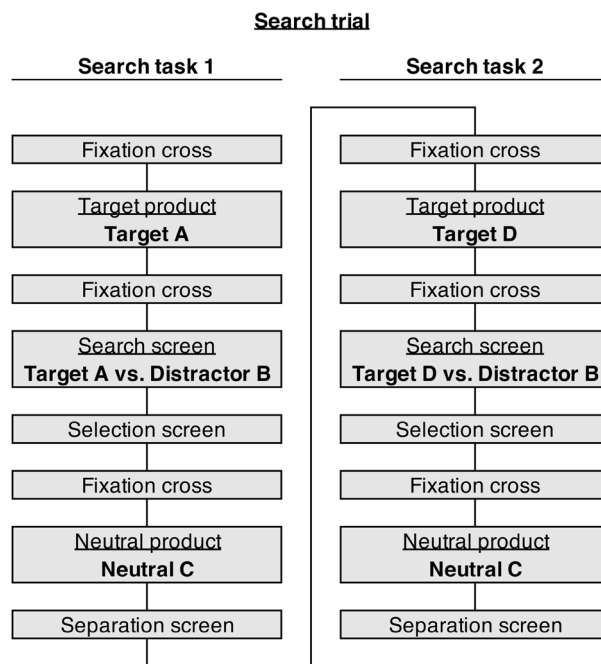 Search trial
Search task 1
Fixation cross
Target product
Target A
Fixation cross
Search screen
Target A vs. Distractor B
Selection screen
Fixation cross
Neutral product
Neutral C
Separation screen
Search task 2
Fixation cross
Target product
Target D
Fixation cross
Search screen
Target D vs. Distractor B
Selection screen
Fixation cross
Neutral product
Neutral C
Separation screen